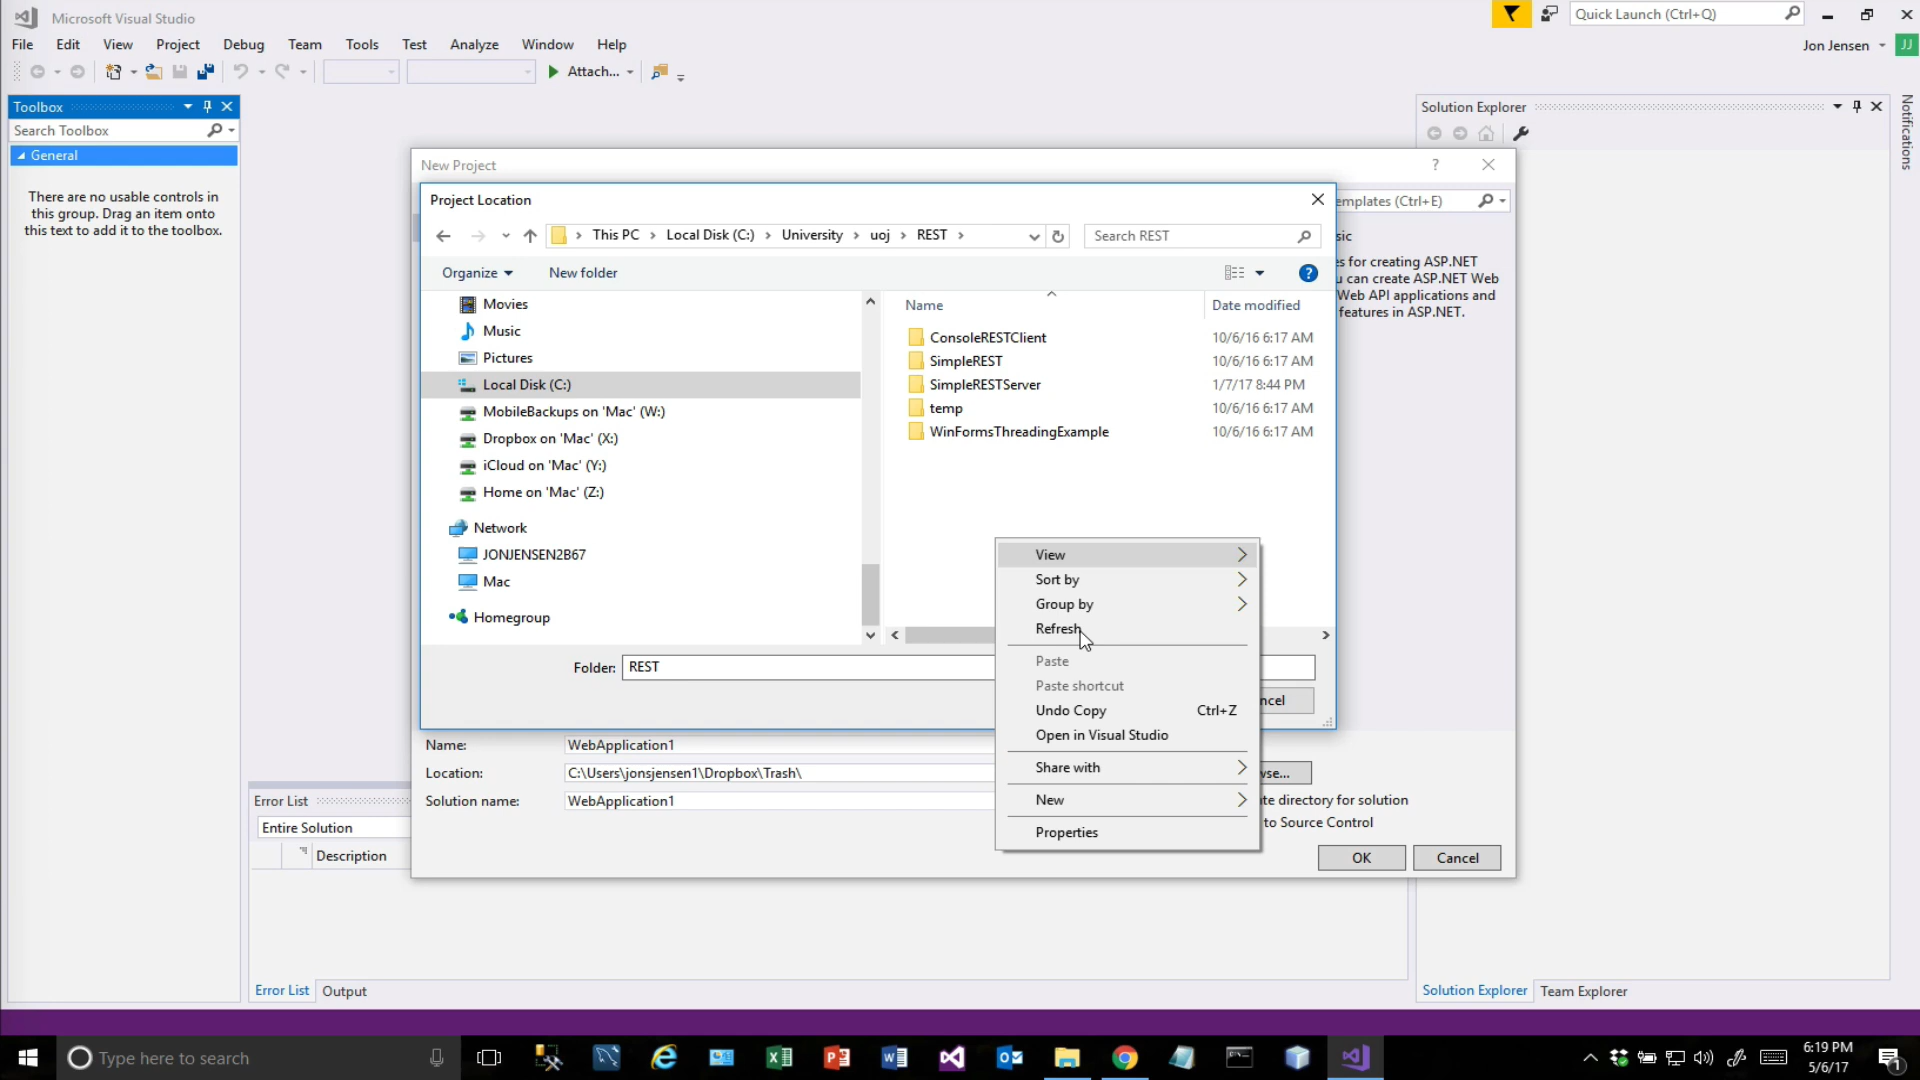 Microsoft Visual Studio
Quick Launch (Ctrl+Q)
File Edit View Project Debug Team Tools Test Analyze Window Help
Jon Jensen JJ
Attach...
Toolbox
Search Toolbox
General
There are no usable controls in
this group. Drag an item onto
this text to add it to the toolbox.
Solution Explorer
Notifications
New Project
?
Project Location
emplates (Ctrl+E)
This PC Local Disk (C:) University uoj REST
Search REST
sic
Organize
New folder
?
es for creating ASP.NET
u can create ASP.NET Web
Web API applications and
features in ASP.NET.
Movies
Music
Pictures
Local Disk (C:)
MobileBackups on 'Mac' (W:)
Dropbox on 'Mac' (X:)
iCloud on 'Mac' (Y:)
Home on 'Mac' (Z:)
Network
JONJENSEN2B67
Mac
Homegroup
Name Date modified
ConsoleRESTClient 10/6/16 6:17 AM
SimpleREST 10/6/16 6:17 AM
SimpleRESTServer 1/7/17 8:44 PM
temp 10/6/16 6:17 AM
WinFormsThreadingExample 10/6/16 6:17 AM
View
Sort by
Group by
Refresh
Paste
Paste shortcut
Undo Copy Ctrl+Z
Open in Visual Studio
Share with
New
Properties
Folder: REST
ncel
Name: WebApplication1
Location: C:\Users\jonsjensen1\Dropbox\Trash\
wse...
Solution name: WebApplication1
te directory for solution
to Source Control
OK Cancel
Error List
Entire Solution
Description
Error List Output
Solution Explorer Team Explorer
Type here to search
6:19 PM
5/6/17
1